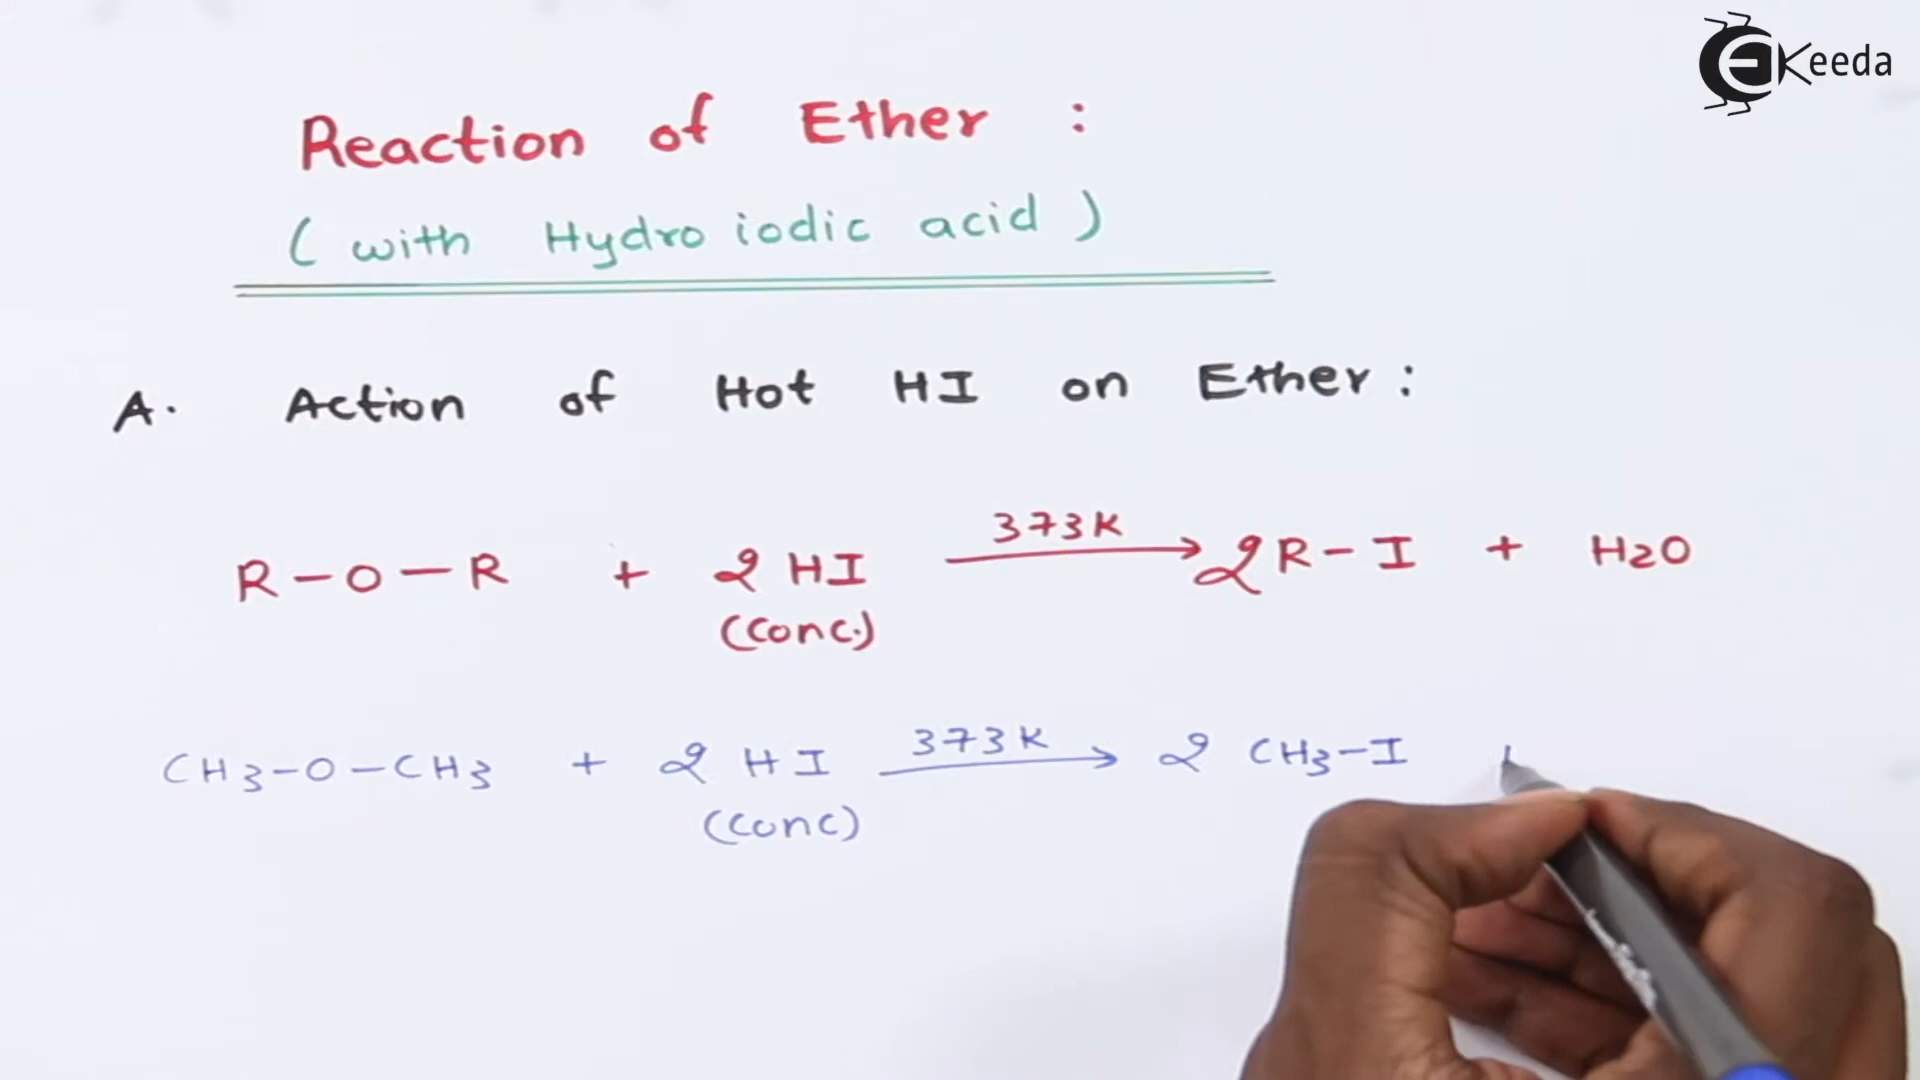 EKeeda
Reaction of Ether :
( with Hydro iodic acid )
A. Action of Hot HI on Ether :
373K
R-O-R + 2 HI → 2R-I + H2O
(conc.)
373K
CH3-O-CH3 + 2 HI → 2 CH3-I
(conc)